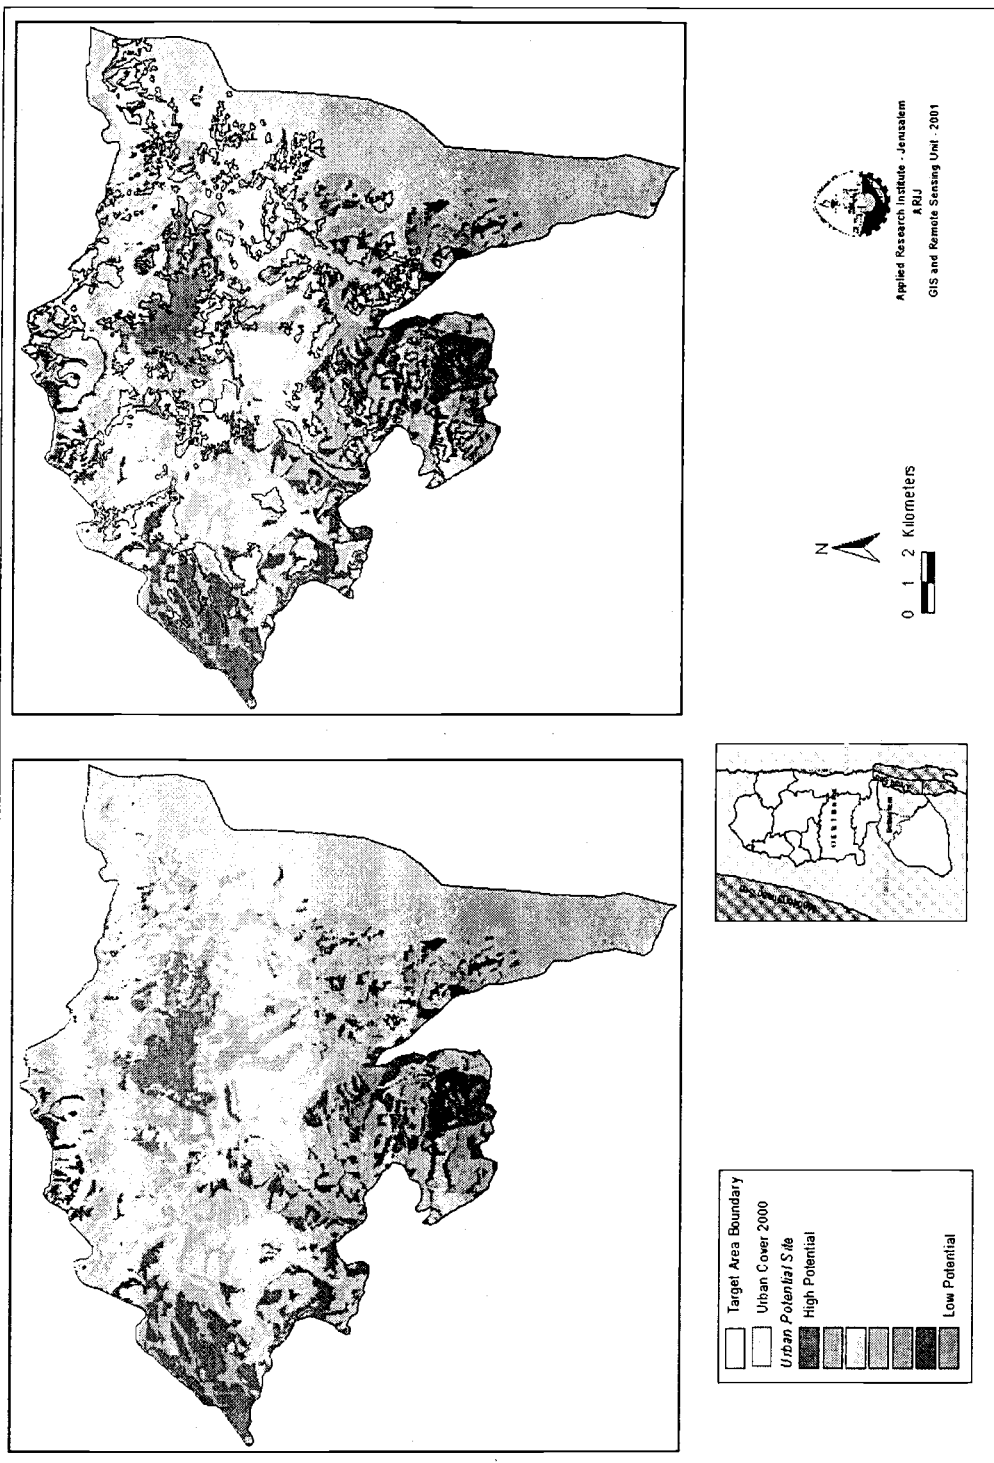 Target Area Boundary
Urban Cover 2000
Urban Potential Site
High Potential
Low Potential
N
0 1 2 Kilometers
Applied Research Institute - Jerusalem
ARIJ
GIS and Remote Sensing Unit - 2001